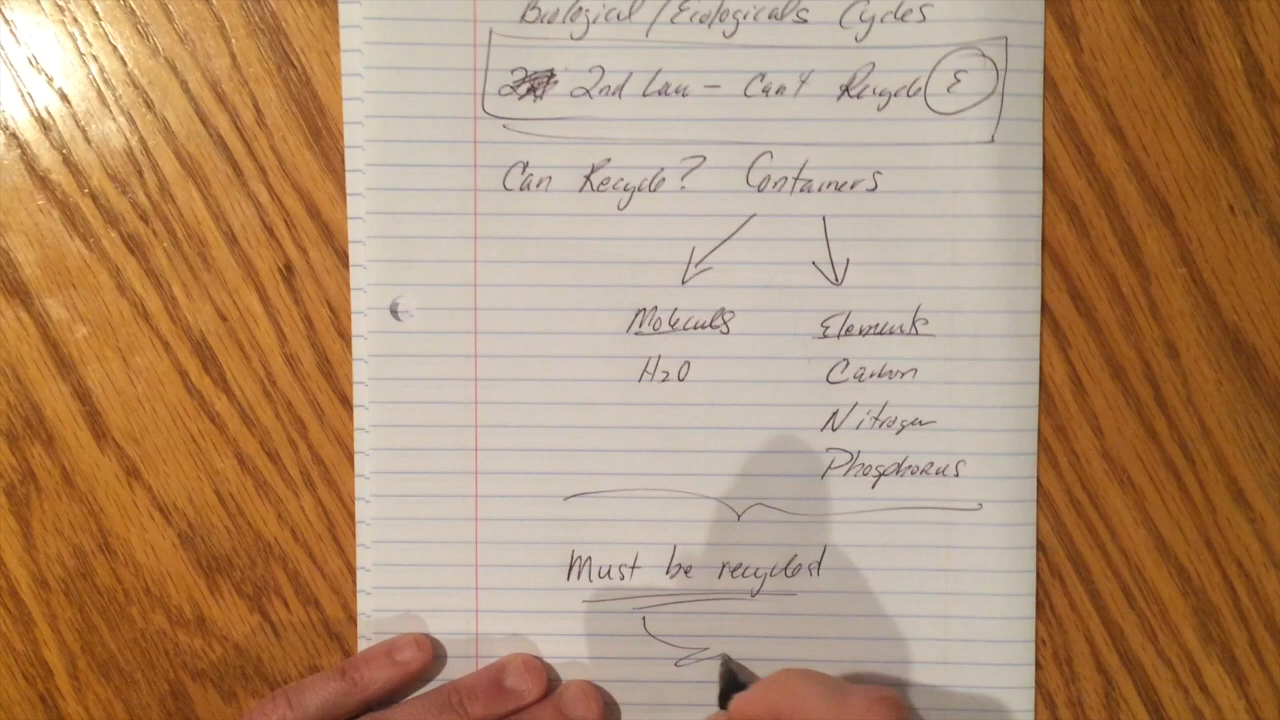 Biological/Ecologicals Cycles
2nd Law - Can't Recycle E
Can Recycle? Containers
Molecules Elements
H2O Carbon
Nitrogen
Phosphorus
Must be recycled